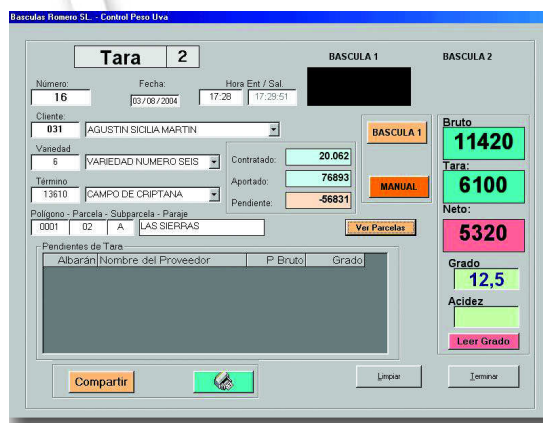 Basculas Romero SL. - Control Peso Uva
Tara 2
BASCULA 1
BASCULA 2
Número:
Fecha:
Hora Ent / Sal.
16
03/08/2004
17:28
17:29:51
Cliente:
031
AGUSTIN SICILIA MARTIN
BASCULA 1
Variedad
6
VARIEDAD NUMERO SEIS
Término
13610
CAMPO DE CRIPTANA
Contratado:
20.062
Aportado:
76893
Pendiente:
-56831
MANUAL
Polígono - Parcela - Subparcela - Paraje
0001
02
A
LAS SIERRAS
Ver Parcelas
Bruto
11420
Tara:
6100
Neto:
5320
Grado
12,5
Acidez
Leer Grado
Pendientes de Tara
Albarán Nombre del Proveedor P Bruto Grado
Compartir
Limpiar
Terminar